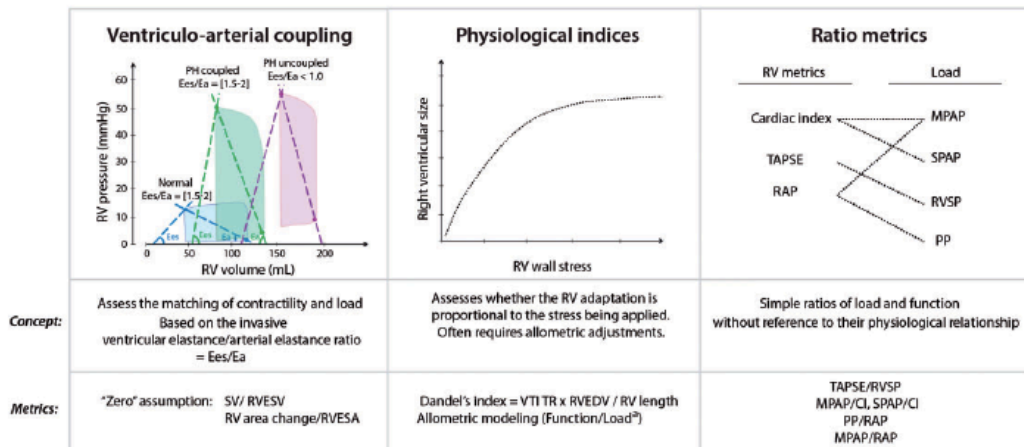 Ventriculo-arterial coupling
PH coupled
Ees/Ea = [1.5-2]
PH uncoupled
Ees/Ea < 1.0
Normal
Ees/Ea = [1.5-2]
RV pressure (mmHg)
60
50
40
30
20
10
0
Ees
Ees
Ea
Ea
0
50
100
150
200
RV volume (mL)
Physiological indices
Right ventricular size
RV wall stress
Ratio metrics
RV metrics
Load
Cardiac index
MPAP
SPAP
TAPSE
RAP
RVSP
PP
Concept:
Assess the matching of contractility and load
Based on the invasive
ventricular elastance/arterial elastance ratio
= Ees/Ea
Assesses whether the RV adaptation is
proportional to the stress being applied.
Often requires allometric adjustments.
Simple ratios of load and function
without reference to their physiological relationship
Metrics:
"Zero" assumption: SV/ RVESV
RV area change/RVESA
Dandel's Index = VTI TR x RVEDV / RV length
Allometric modeling (Function/Loadᵃ)
TAPSE/RVSP
MPAP/CI, SPAP/CI
PP/RAP
MPAP/RAP